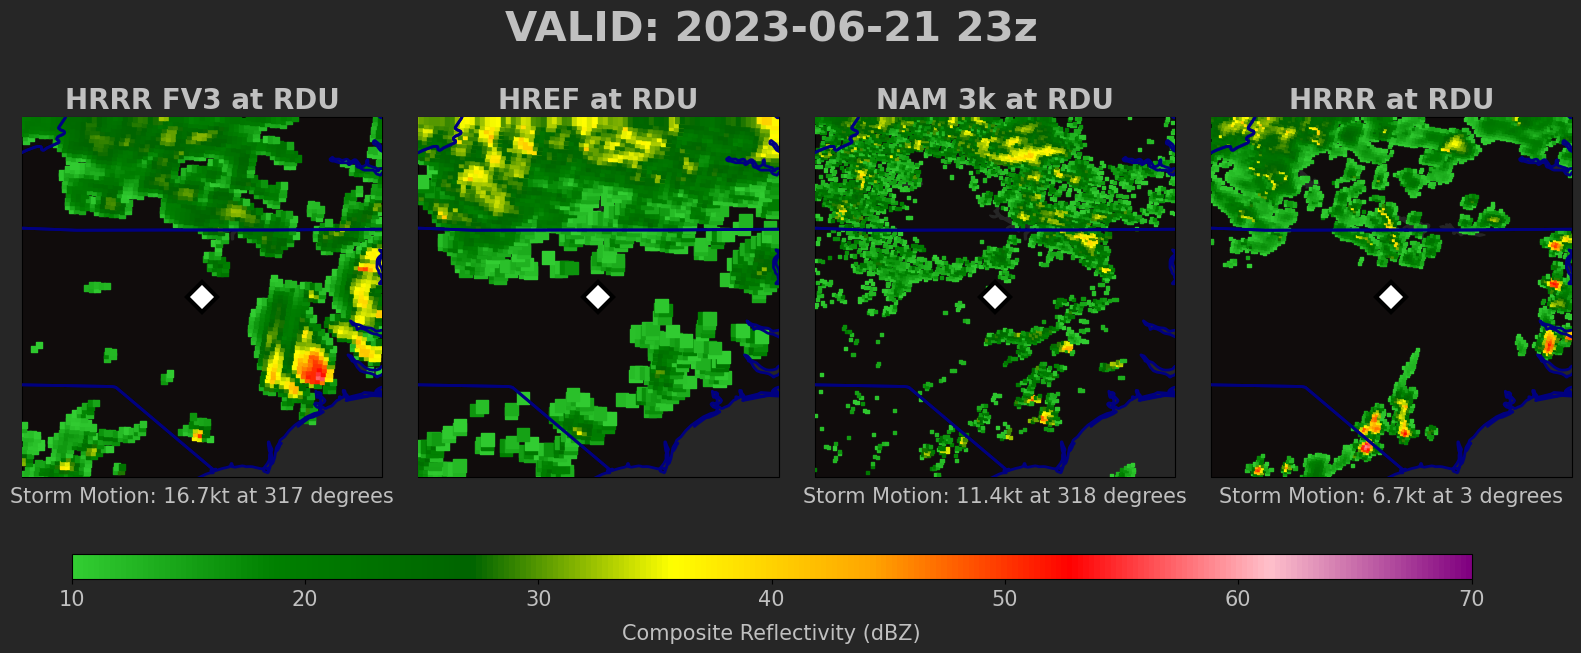 VALID: 2023-06-21 23z
HRRR FV3 at RDU
HREF at RDU
NAM 3k at RDU
HRRR at RDU
Storm Motion: 16.7kt at 317 degrees
Storm Motion: 11.4kt at 318 degrees
Storm Motion: 6.7kt at 3 degrees
10 20 30 40 50 60 70
Composite Reflectivity (dBZ)